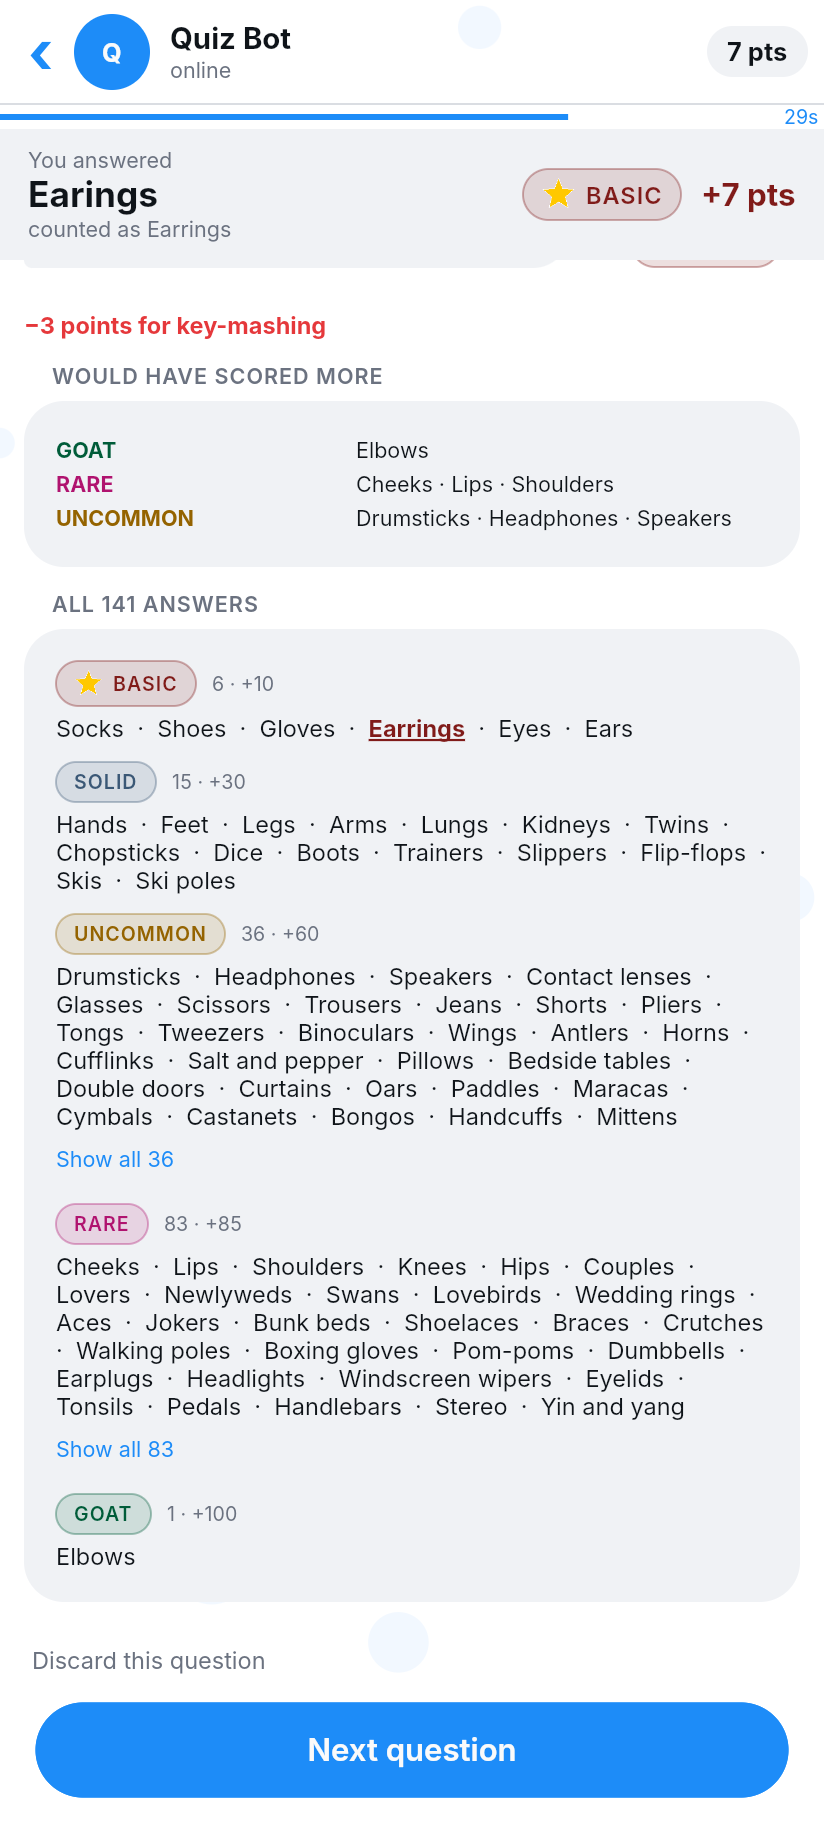 Q
Quiz Bot
online
7 pts
29s
You answered
Earings
counted as Earrings
⭐ BASIC
+7 pts
−3 points for key-mashing
WOULD HAVE SCORED MORE
GOAT Elbows
RARE Cheeks · Lips · Shoulders
UNCOMMON Drumsticks · Headphones · Speakers
ALL 141 ANSWERS
⭐ BASIC 6 · +10
Socks · Shoes · Gloves · Earrings · Eyes · Ears
SOLID 15 · +30
Hands · Feet · Legs · Arms · Lungs · Kidneys · Twins ·
Chopsticks · Dice · Boots · Trainers · Slippers · Flip-flops ·
Skis · Ski poles
UNCOMMON 36 · +60
Drumsticks · Headphones · Speakers · Contact lenses ·
Glasses · Scissors · Trousers · Jeans · Shorts · Pliers ·
Tongs · Tweezers · Binoculars · Wings · Antlers · Horns ·
Cufflinks · Salt and pepper · Pillows · Bedside tables ·
Double doors · Curtains · Oars · Paddles · Maracas ·
Cymbals · Castanets · Bongos · Handcuffs · Mittens
Show all 36
RARE 83 · +85
Cheeks · Lips · Shoulders · Knees · Hips · Couples ·
Lovers · Newlyweds · Swans · Lovebirds · Wedding rings ·
Aces · Jokers · Bunk beds · Shoelaces · Braces · Crutches
· Walking poles · Boxing gloves · Pom-poms · Dumbbells ·
Earplugs · Headlights · Windscreen wipers · Eyelids ·
Tonsils · Pedals · Handlebars · Stereo · Yin and yang
Show all 83
GOAT 1 · +100
Elbows
Discard this question
Next question